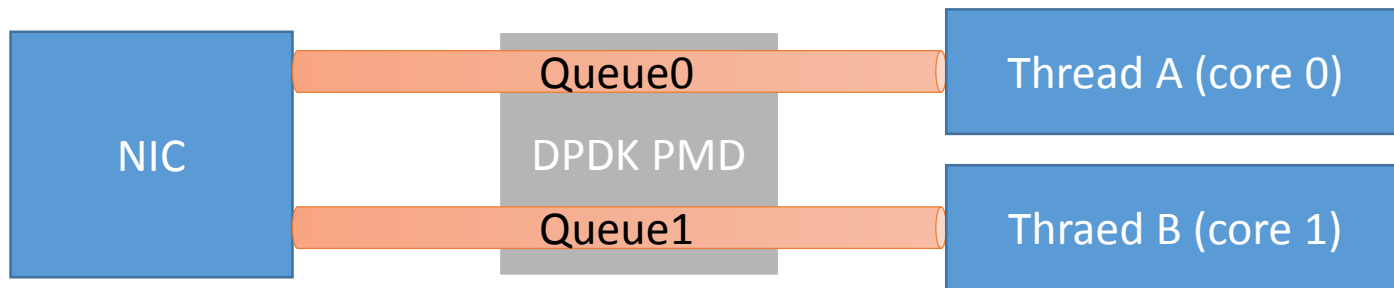 Queue0
Thread A (core 0)
NIC
DPDK PMD
Queue1
Thraed B (core 1)